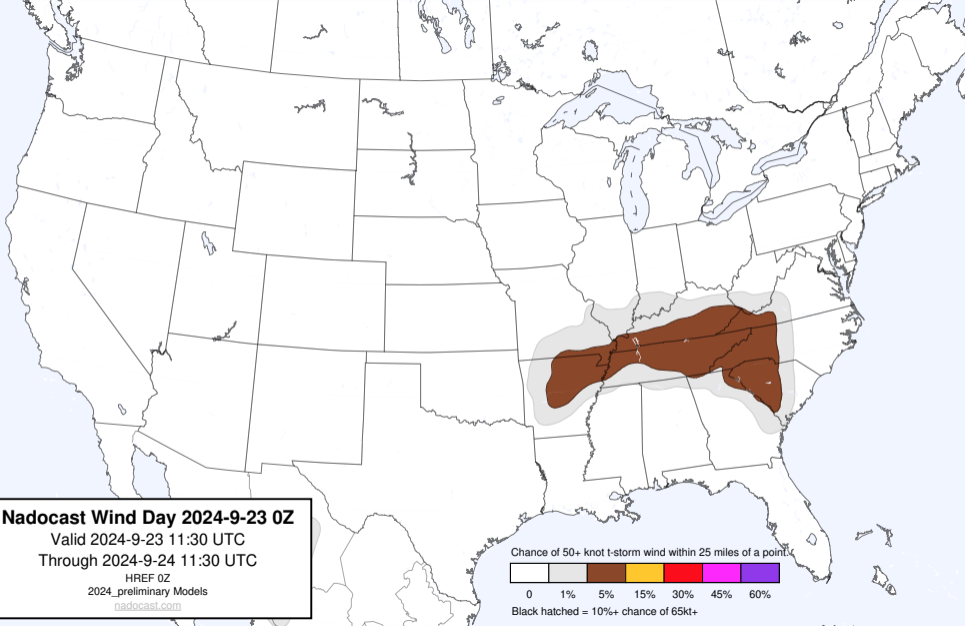 Nadocast Wind Day 2024-9-23 0Z
Valid 2024-9-23 11:30 UTC
Through 2024-9-24 11:30 UTC
HREF 0Z
2024_preliminary Models
nadocast.com
Chance of 50+ knot t-storm wind within 25 miles of a point.
0 1% 5% 15% 30% 45% 60%
Black hatched = 10%+ chance of 65kt+